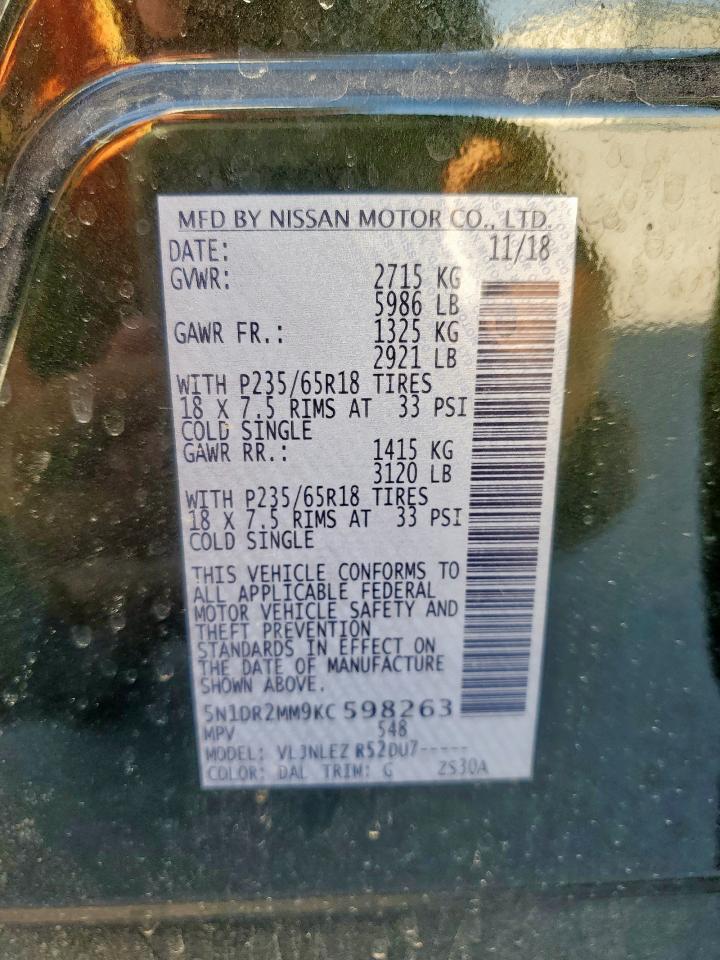 MFD BY NISSAN MOTOR CO., LTD.
DATE: 11/18
GVWR: 2715 KG
5986 LB
GAWR FR.: 1325 KG
2921 LB
WITH P235/65R18 TIRES
18 X 7.5 RIMS AT 33 PSI
COLD SINGLE
GAWR RR.: 1415 KG
3120 LB
WITH P235/65R18 TIRES
18 X 7.5 RIMS AT 33 PSI
COLD SINGLE
THIS VEHICLE CONFORMS TO
ALL APPLICABLE FEDERAL
MOTOR VEHICLE SAFETY AND
THEFT PREVENTION
STANDARDS IN EFFECT ON
THE DATE OF MANUFACTURE
SHOWN ABOVE.
5N1DR2MM9KC598263
MPV 548
MODEL: VLJNLEZ R52DU7-----
COLOR: DAL TRIM: G ZS30A